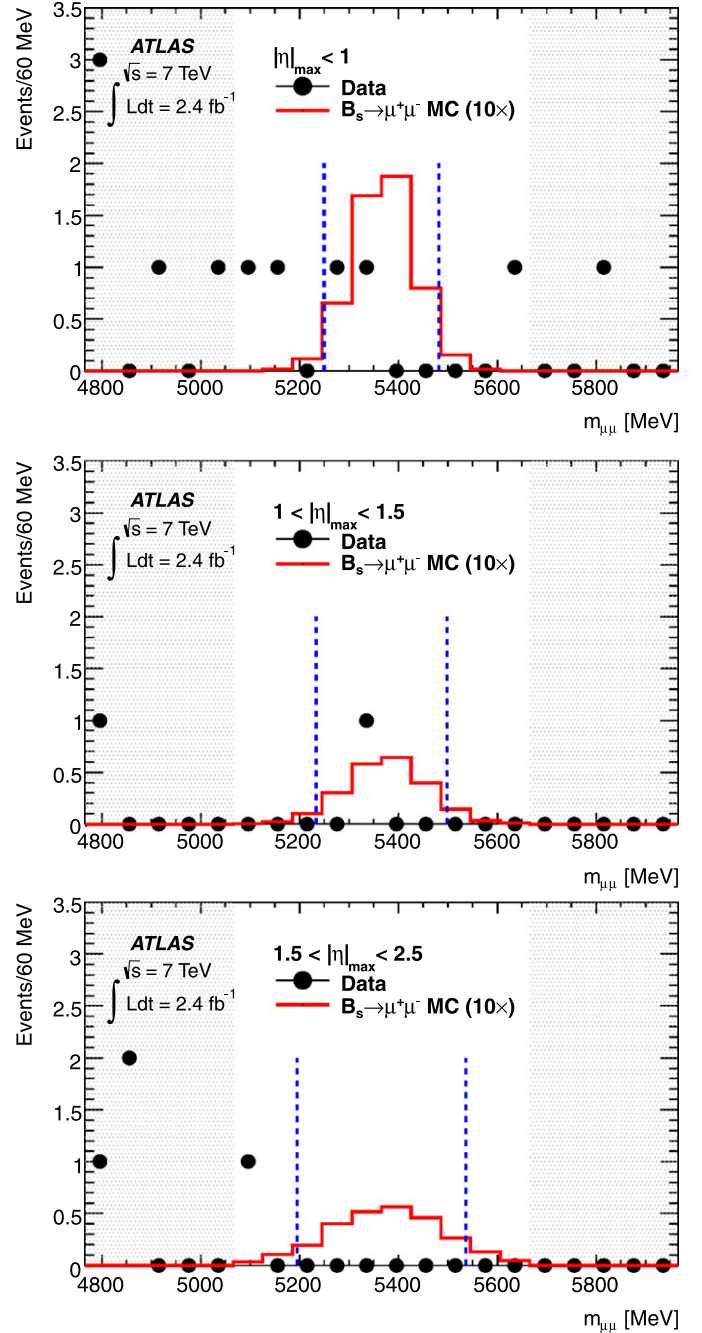 3.5
ATLAS
√s = 7 TeV
∫ Ldt = 2.4 fb⁻¹
|η|max < 1
Data
Bs→μ⁺μ⁻ MC (10×)
Events/60 MeV
3
2.5
2
1.5
1
0.5
0
4800 5000 5200 5400 5600 5800
mμμ [MeV]
3.5
ATLAS
√s = 7 TeV
∫ Ldt = 2.4 fb⁻¹
1 < |η|max < 1.5
Data
Bs→μ⁺μ⁻ MC (10×)
Events/60 MeV
3
2.5
2
1.5
1
0.5
0
4800 5000 5200 5400 5600 5800
mμμ [MeV]
3.5
ATLAS
√s = 7 TeV
∫ Ldt = 2.4 fb⁻¹
1.5 < |η|max < 2.5
Data
Bs→μ⁺μ⁻ MC (10×)
Events/60 MeV
3
2.5
2
1.5
1
0.5
0
4800 5000 5200 5400 5600 5800
mμμ [MeV]